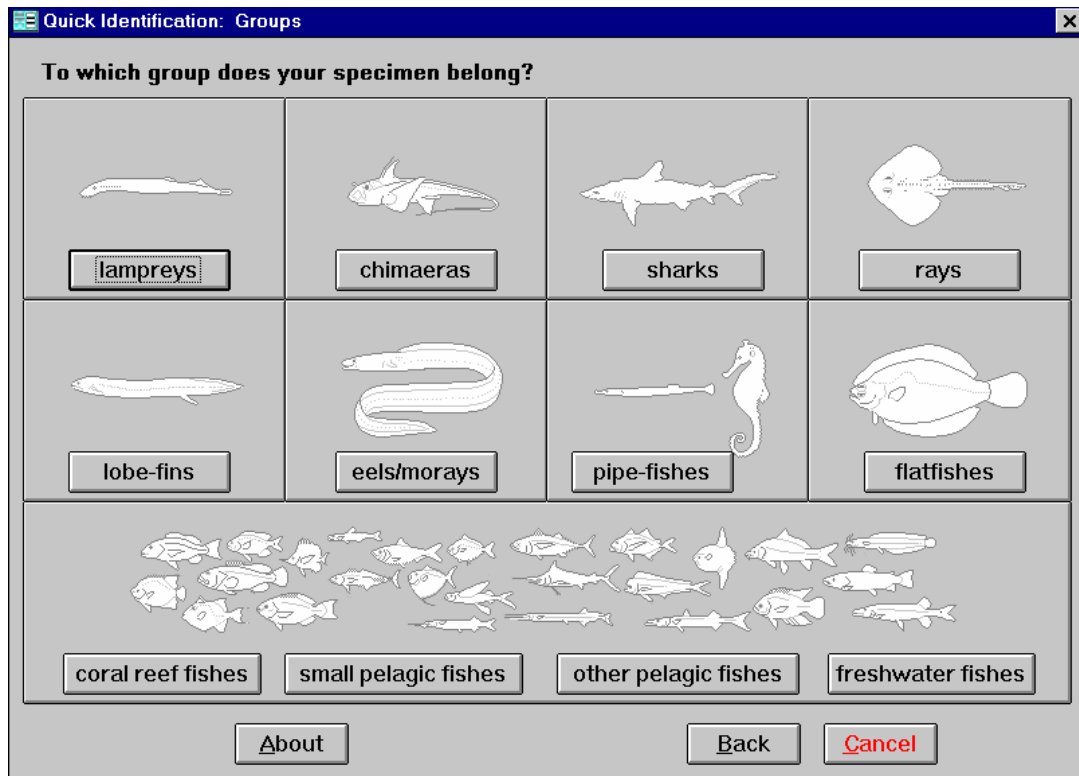 Quick Identification: Groups
To which group does your specimen belong?
lampreys
chimaeras
sharks
rays
lobe-fins
eels/morays
pipe-fishes
flatfishes
coral reef fishes
small pelagic fishes
other pelagic fishes
freshwater fishes
About
Back
Cancel